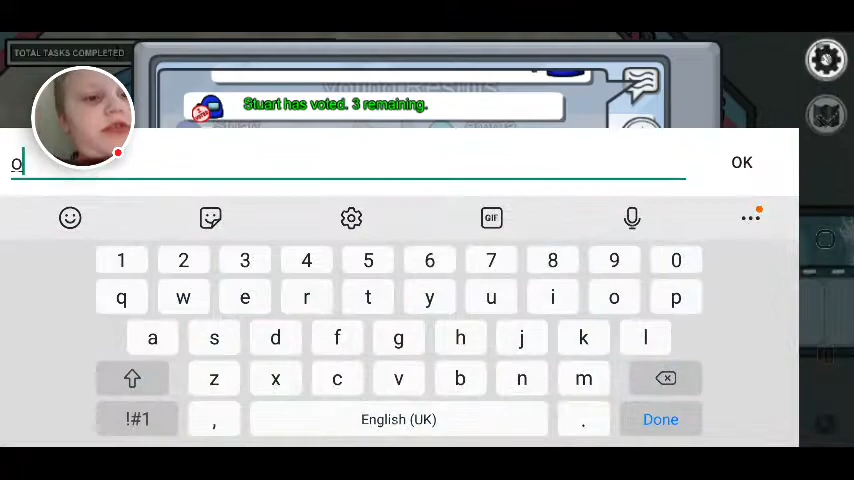 TOTAL TASKS COMPLETED
Stuart has voted. 3 remaining.
o
OK
GIF
1 2 3 4 5 6 7 8 9 0
q w e r t y u i o p
a s d f g h j k l
z x c v b n m
!#1 , English (UK) . Done